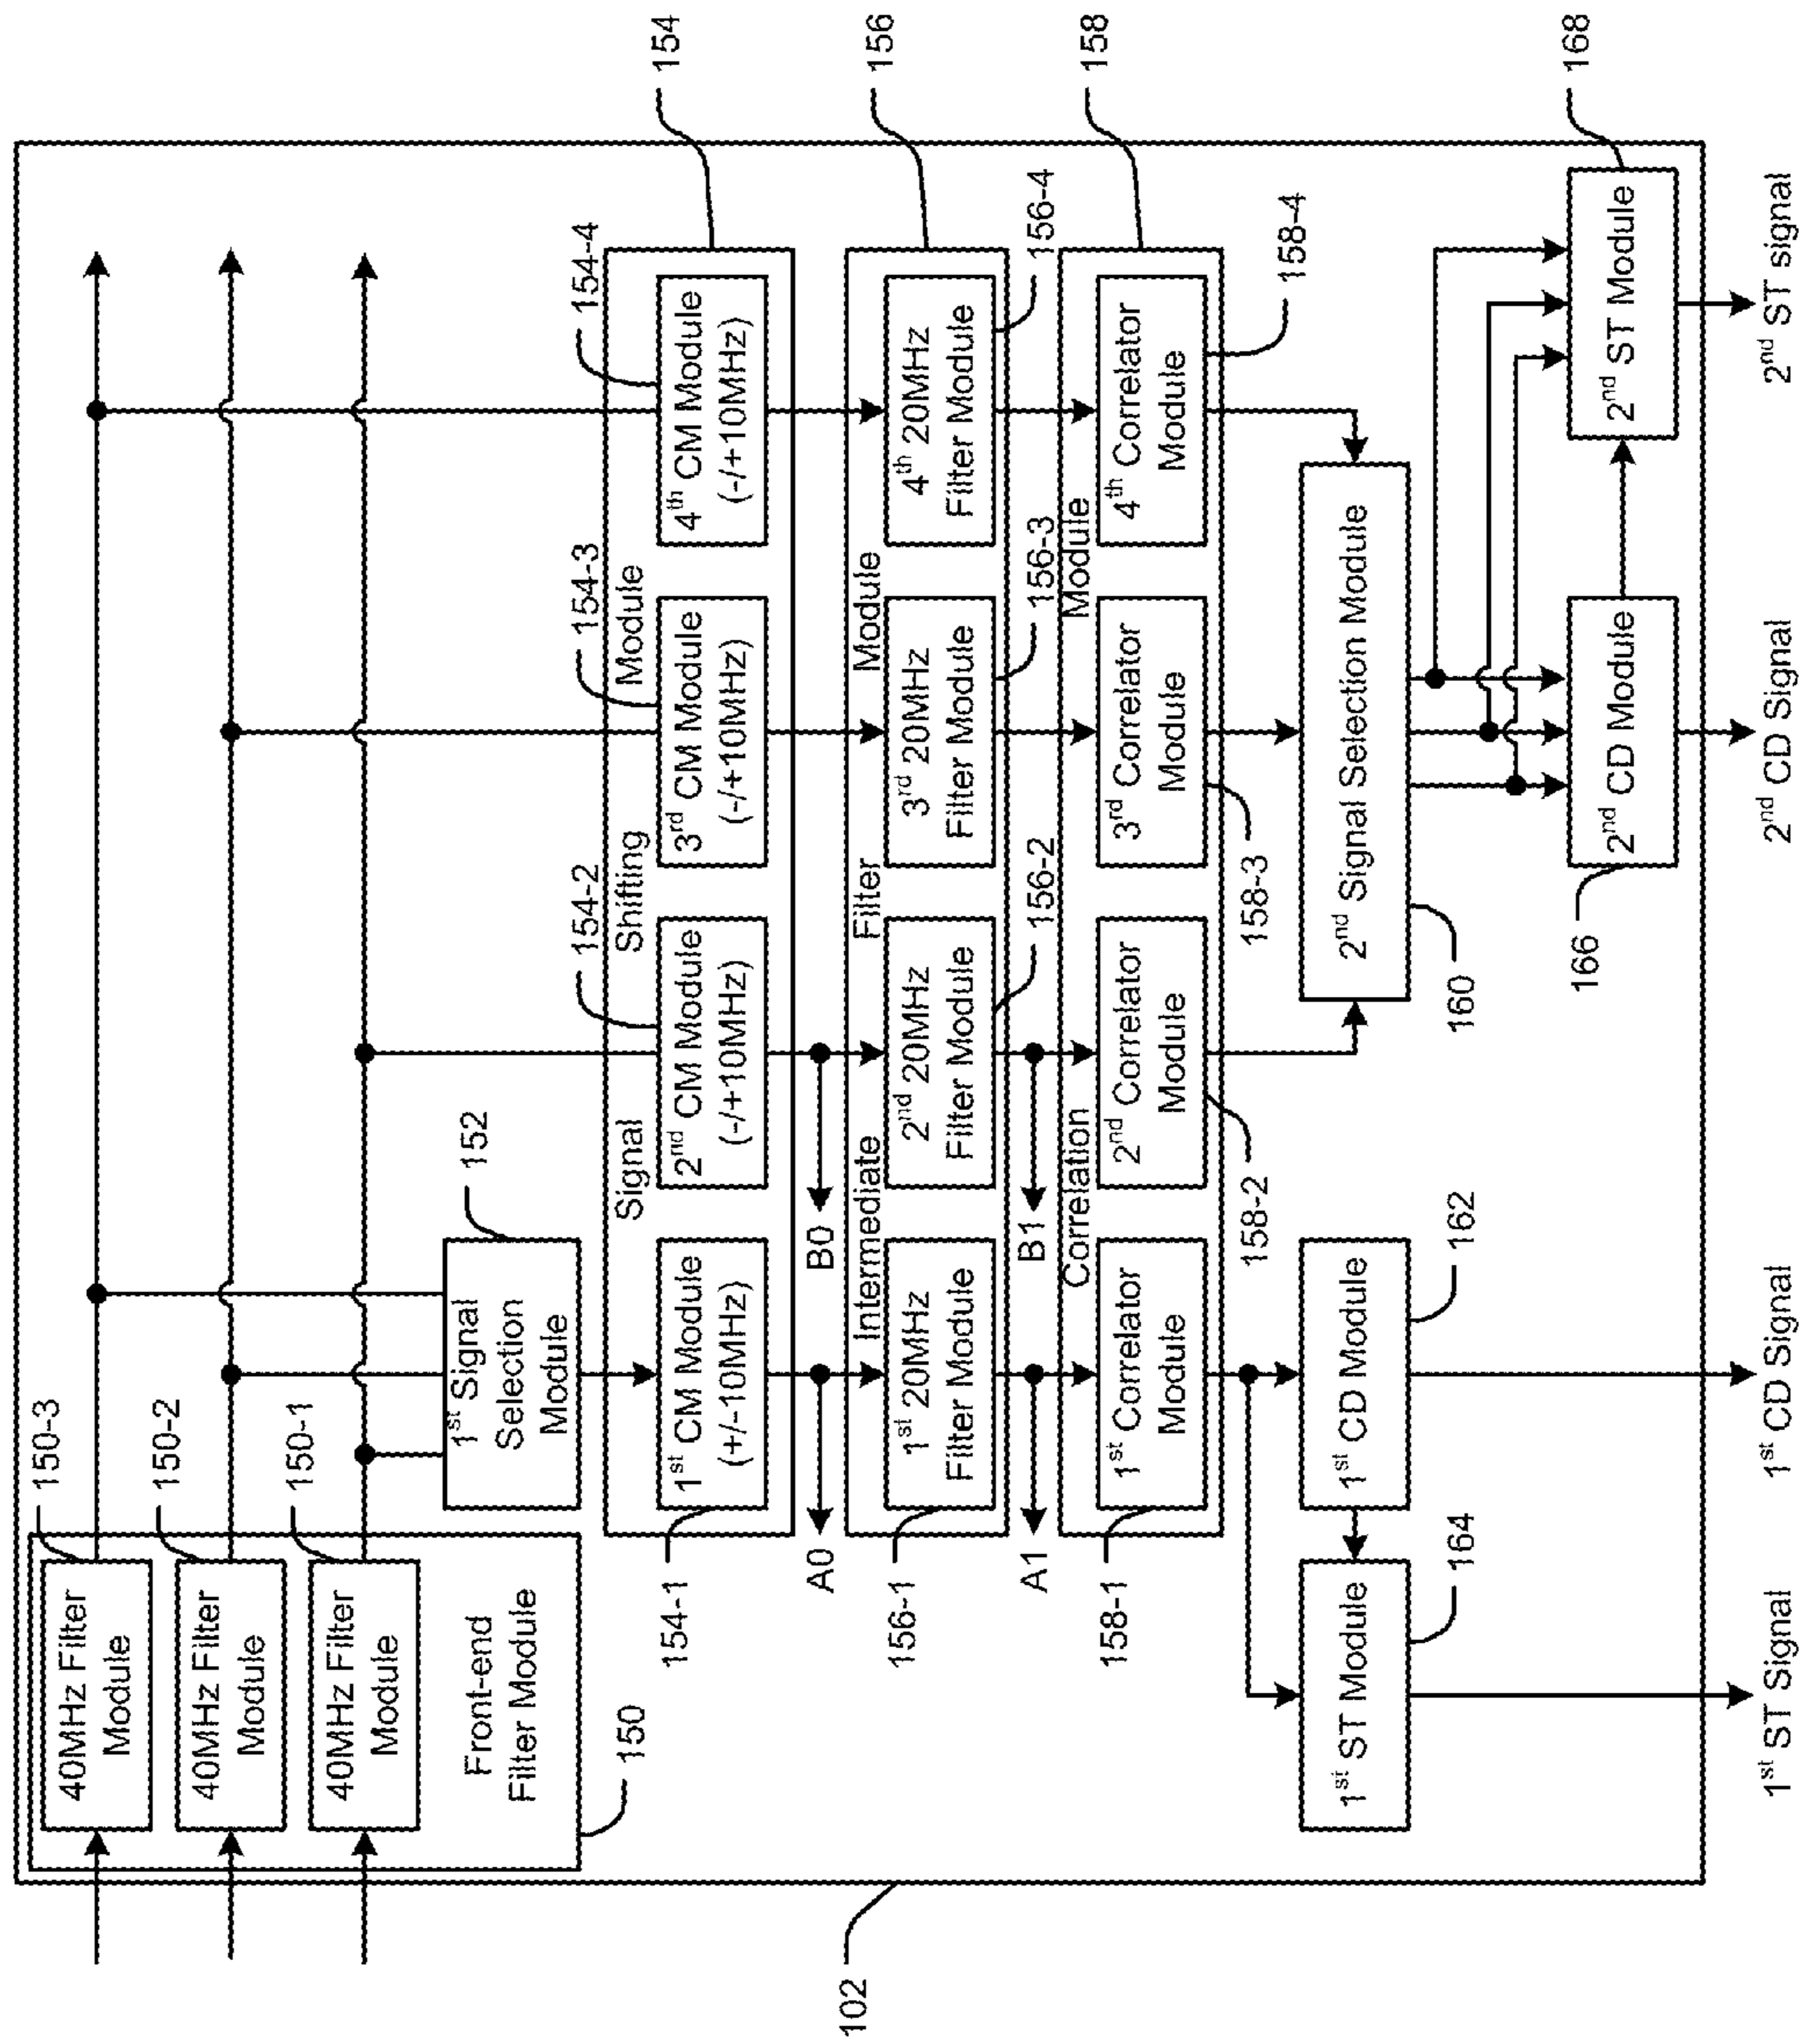 102
150
40MHz Filter
Module
150-3
40MHz Filter
Module
150-2
40MHz Filter
Module
150-1
Front-end
Filter Module
1st Signal
Selection
Module
152
Signal Shifting Module
154
1st CM Module
(+/-10MHz)
154-1
2nd CM Module
(-/+10MHz)
154-2
3rd CM Module
(-/+10MHz)
154-3
4th CM Module
(-/+10MHz)
154-4
A0
B0
Intermediate Filter Module
156
1st 20MHz
Filter Module
156-1
2nd 20MHz
Filter Module
156-2
3rd 20MHz
Filter Module
156-3
4th 20MHz
Filter Module
156-4
A1
B1
Correlation Module
158
1st Correlator
Module
158-1
2nd Correlator
Module
158-2
3rd Correlator
Module
158-3
4th Correlator
Module
158-4
2nd Signal Selection Module
160
1st ST Module
164
1st CD Module
162
2nd CD Module
166
2nd ST Module
168
1st ST Signal
1st CD Signal
2nd CD Signal
2nd ST signal